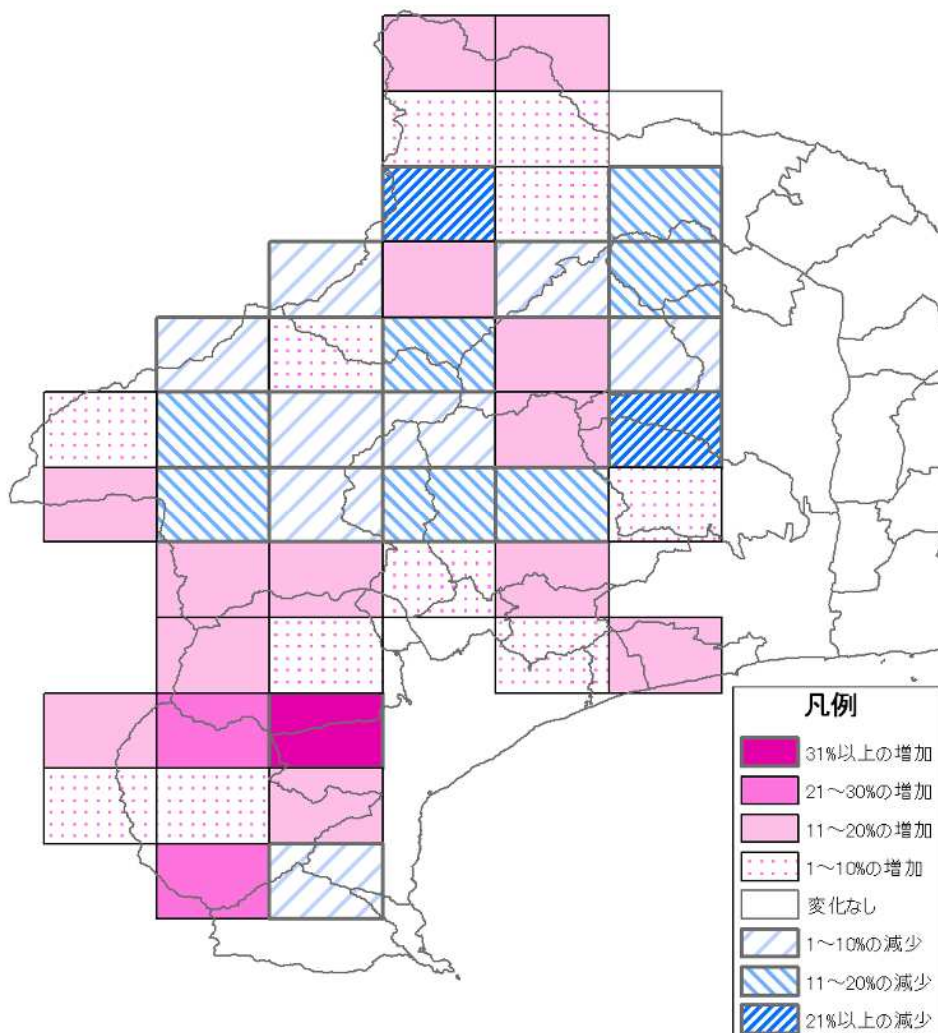 凡例
31%以上の増加
21～30%の増加
11～20%の増加
1～10%の増加
変化なし
1～10%の減少
11～20%の減少
21%以上の減少